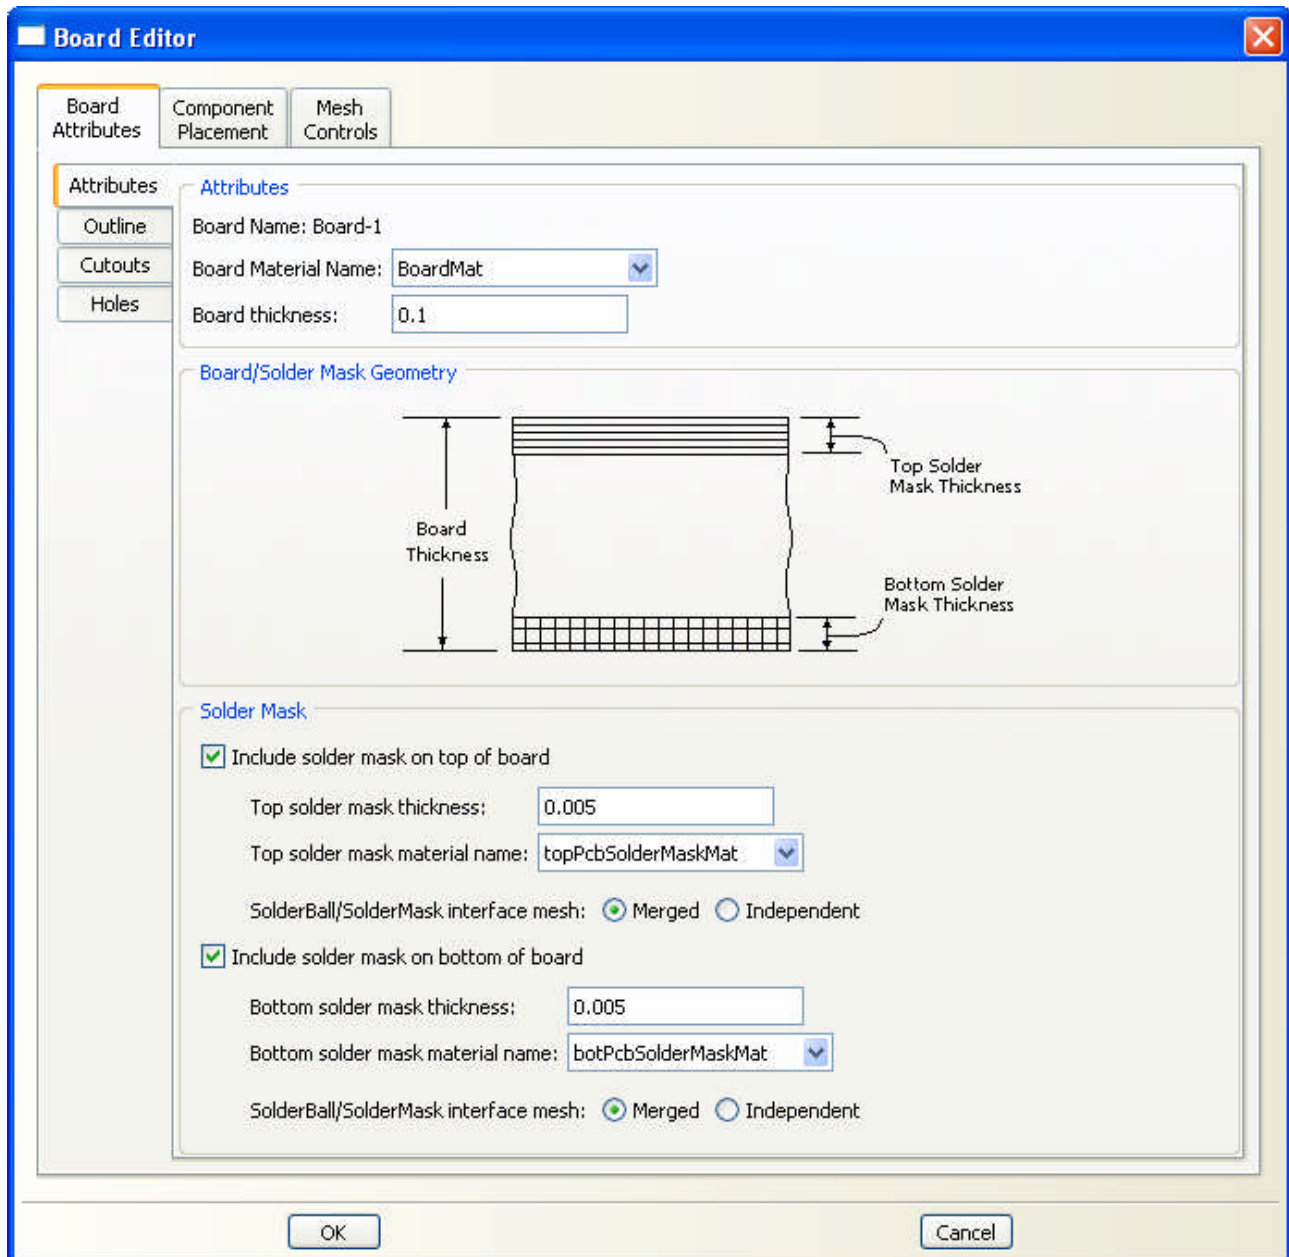 Board Editor
Board Attributes
Component Placement
Mesh Controls
Attributes
Outline
Cutouts
Holes
Attributes
Board Name: Board-1
Board Material Name: BoardMat
Board thickness: 0.1
Board/Solder Mask Geometry
Board
Thickness
Top Solder
Mask Thickness
Bottom Solder
Mask Thickness
Solder Mask
Include solder mask on top of board
Top solder mask thickness: 0.005
Top solder mask material name: topPcbSolderMaskMat
SolderBall/SolderMask interface mesh: Merged Independent
Include solder mask on bottom of board
Bottom solder mask thickness: 0.005
Bottom solder mask material name: botPcbSolderMaskMat
SolderBall/SolderMask interface mesh: Merged Independent
OK Cancel